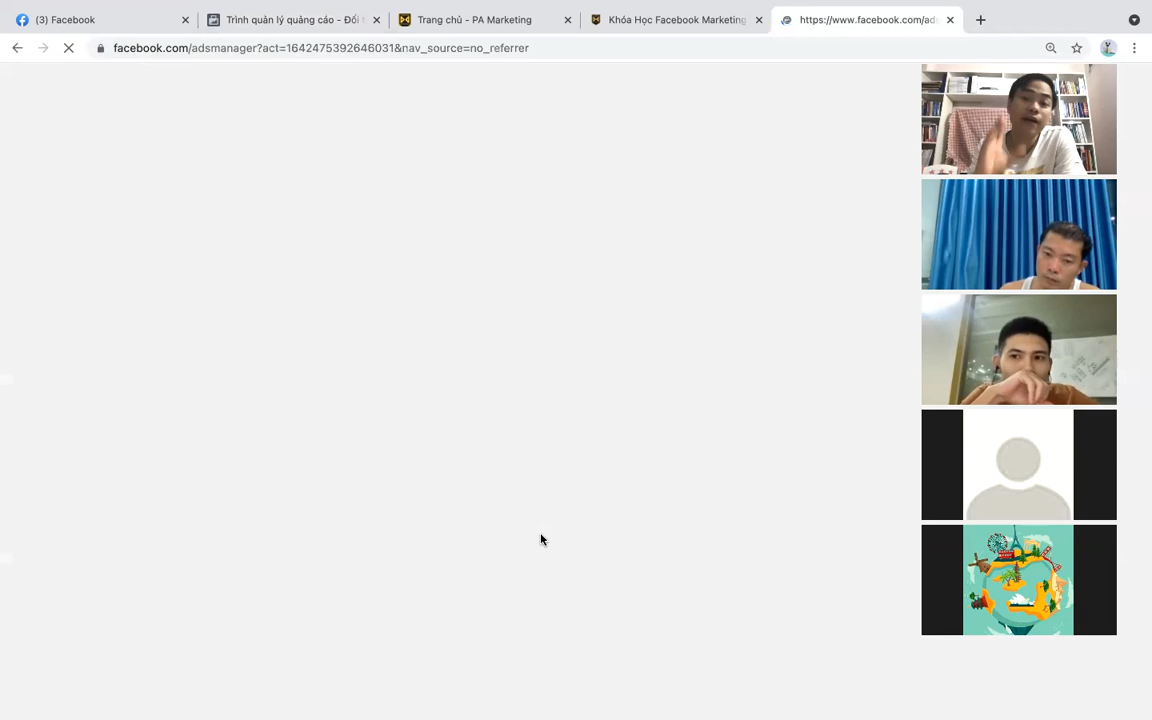 (3) Facebook
Trình quản lý quảng cáo - Đối t
Trang chủ - PA Marketing
Khóa Học Facebook Marketing
https://www.facebook.com/ads
facebook.com/adsmanager?act=1642475392646031&nav_source=no_referrer